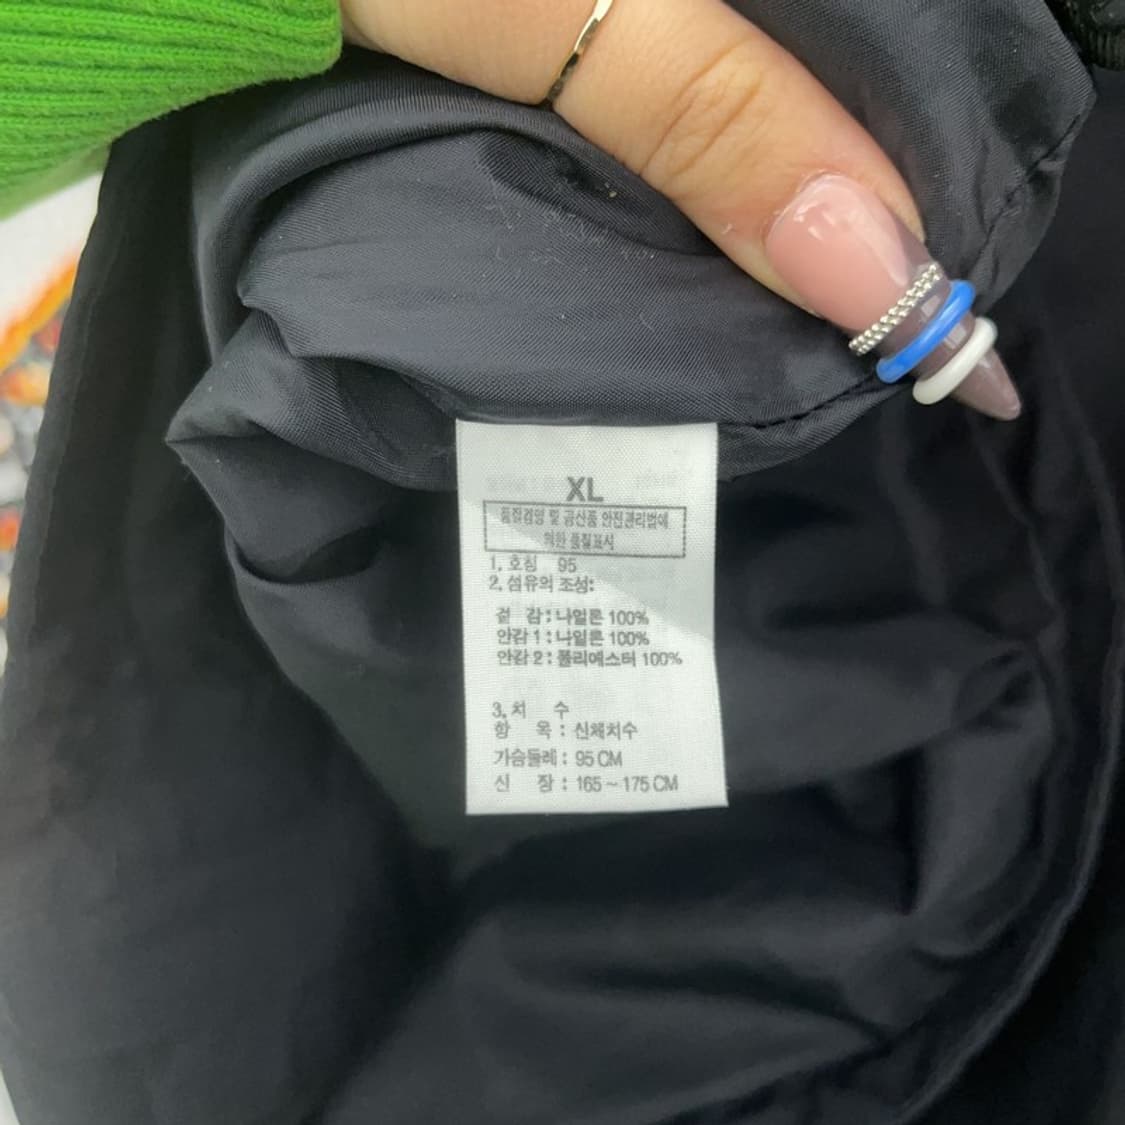 XL
품질경영 및 공산품 안전관리법에
의한 품질표시
1. 호칭 95
2. 섬유의 조성:
겉 감 : 나일론 100%
안감 1 : 나일론 100%
안감 2 : 폴리에스터 100%
3. 치 수
항 목 : 신체치수
가슴둘레 : 95 CM
신 장 : 165 ~ 175 CM